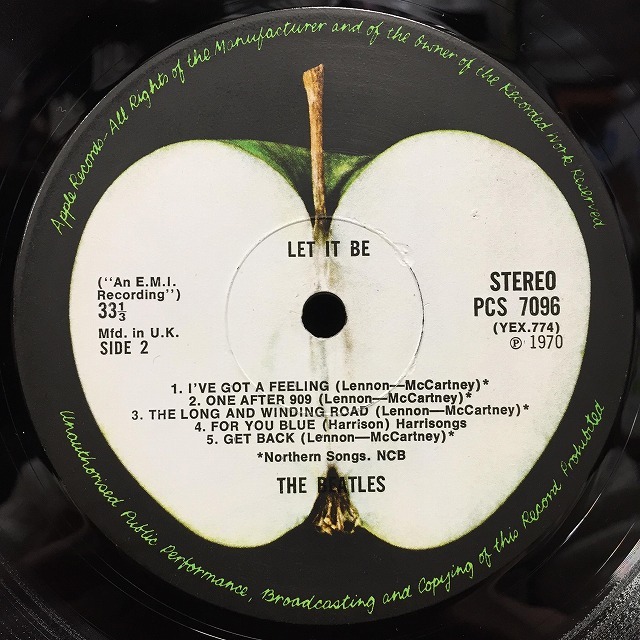 Apple Records-All Rights of the Manufacturer and of the Owner of the Recorded Work Reserved
LET IT BE
("An E.M.I.
Recording")
33⅓
Mfd. in U.K.
SIDE 2
STEREO
PCS 7096
(YEX.774)
℗ 1970
1. I'VE GOT A FEELING (Lennon—McCartney)*
2. ONE AFTER 909 (Lennon—McCartney)*
3. THE LONG AND WINDING ROAD (Lennon—McCartney)*
4. FOR YOU BLUE (Harrison) Harrisongs
5. GET BACK (Lennon—McCartney)*
*Northern Songs. NCB
THE BEATLES
Unauthorised Public Performance, Broadcasting and Copying of this Record Prohibited